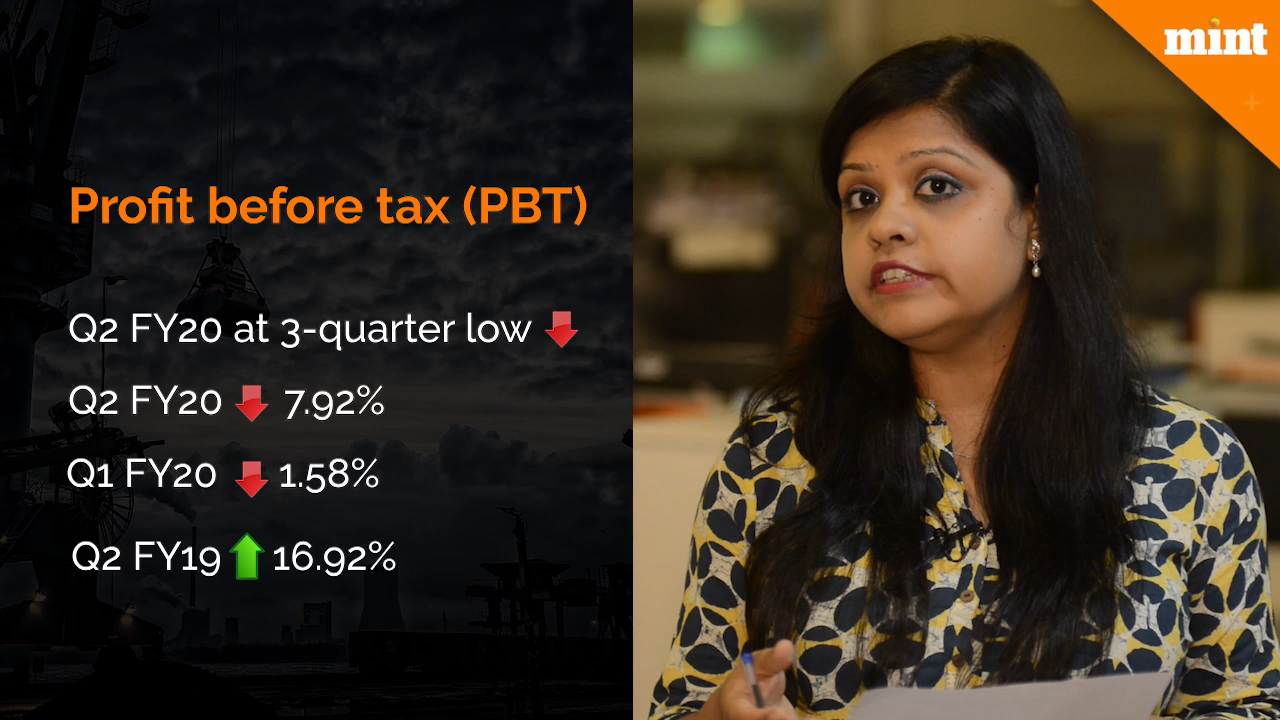 Profit before tax (PBT)
Q2 FY20 at 3-quarter low
Q2 FY20 7.92%
Q1 FY20 1.58%
Q2 FY19 16.92%
mint